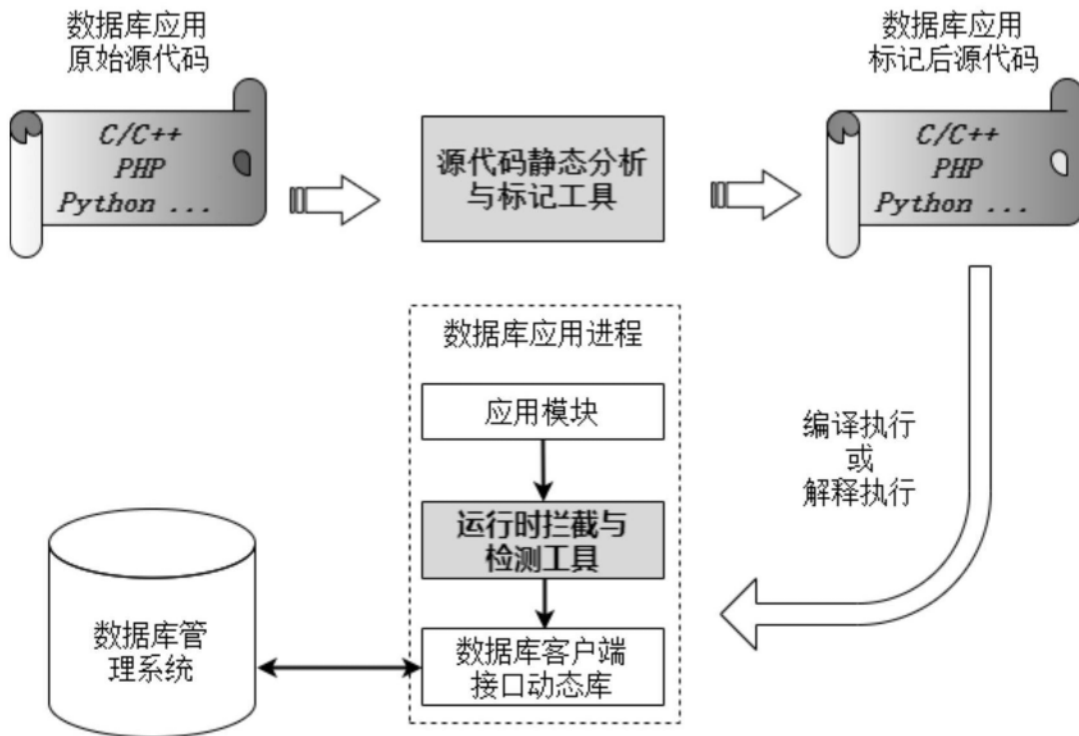 数据库应用
原始源代码
C/C++
PHP
Python ...
源代码静态分析
与标记工具
数据库应用
标记后源代码
C/C++
PHP
Python ...
数据库应用进程
应用模块
运行时拦截与
检测工具
数据库客户端
接口动态库
数据库管
理系统
编译执行
或
解释执行